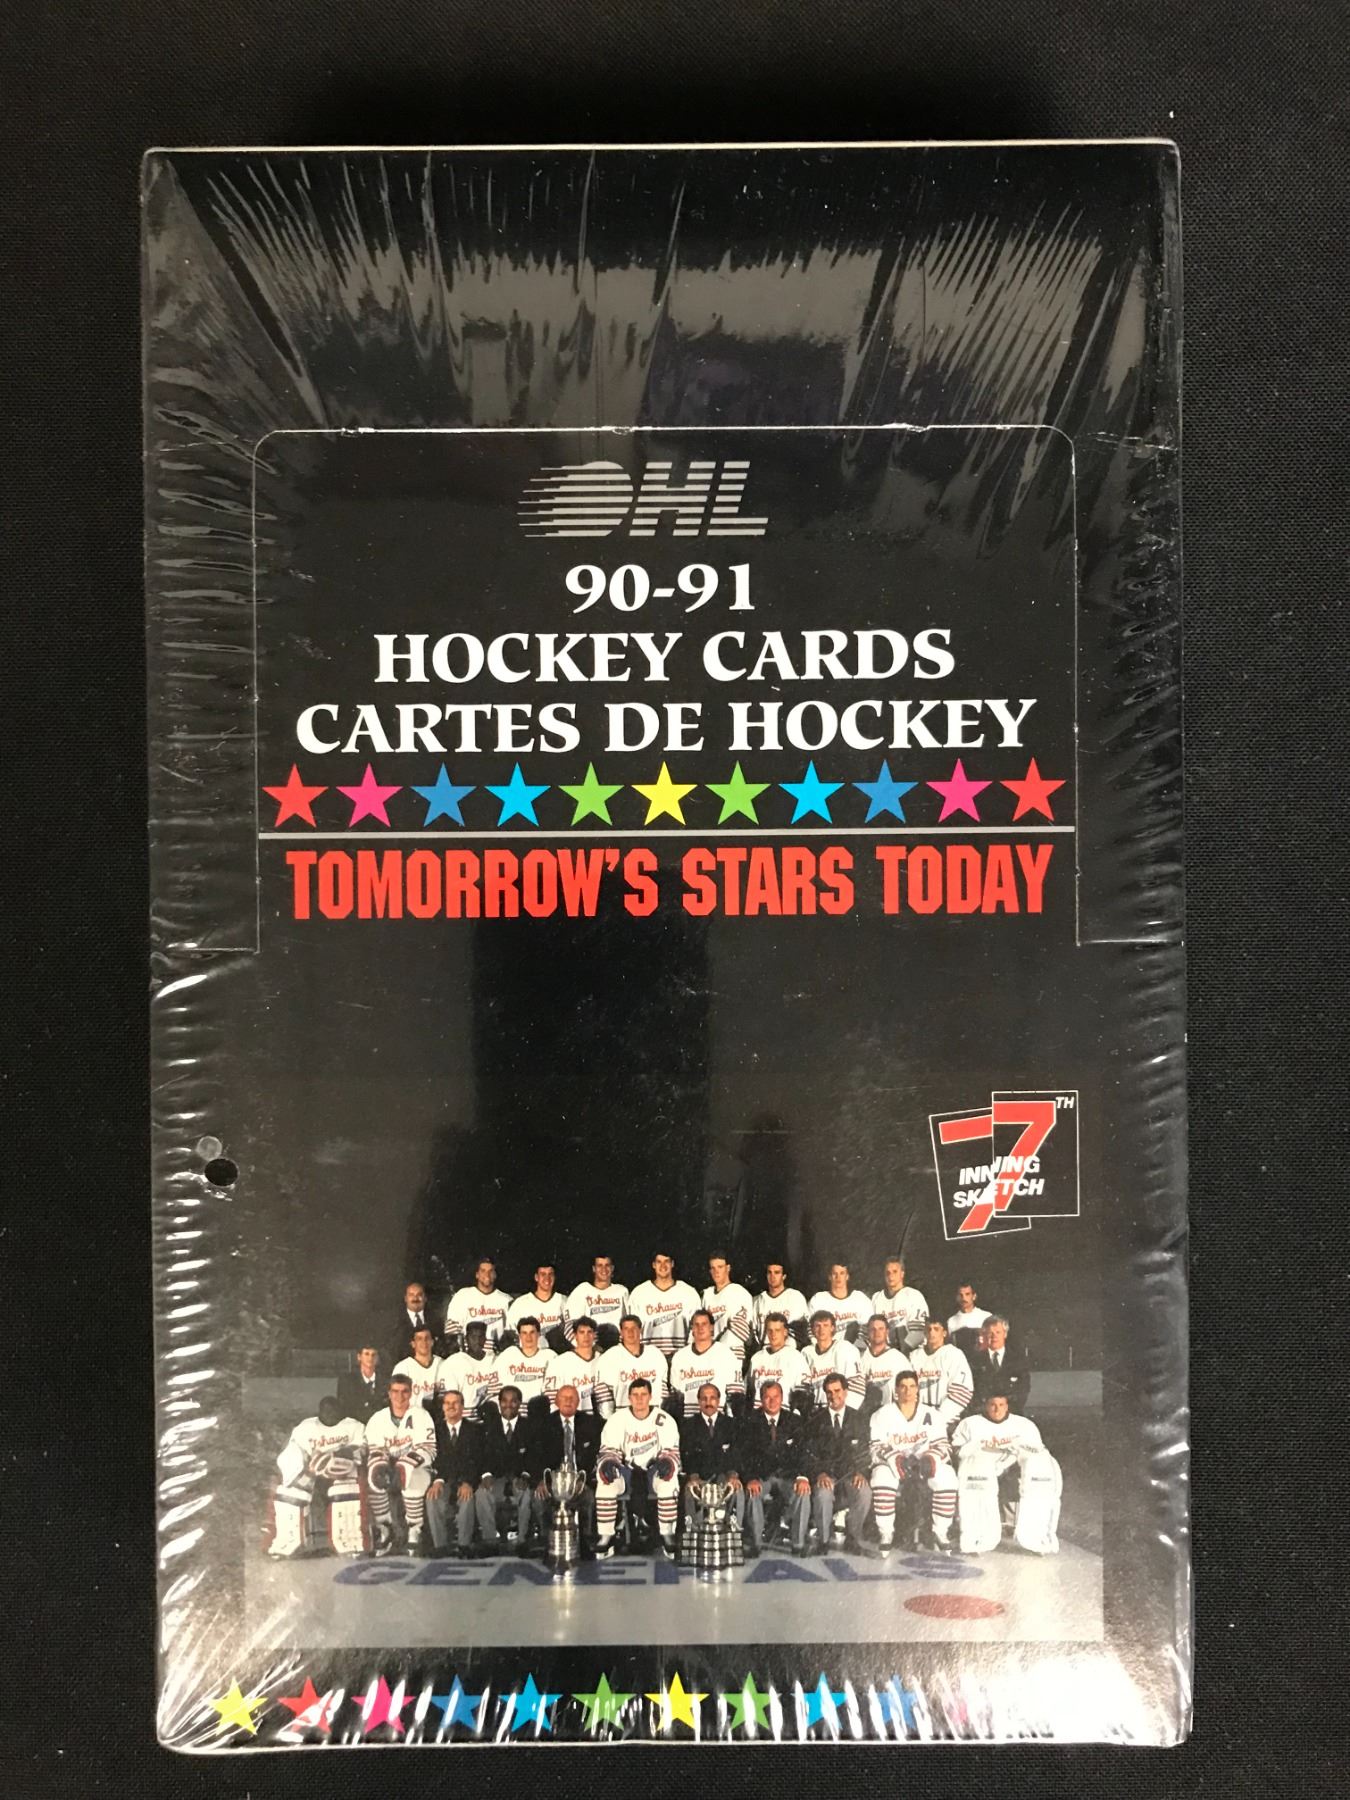 OHL
90-91
HOCKEY CARDS
CARTES DE HOCKEY
TOMORROW'S STARS TODAY
7TH
INNING
SKETCH
GENERALS